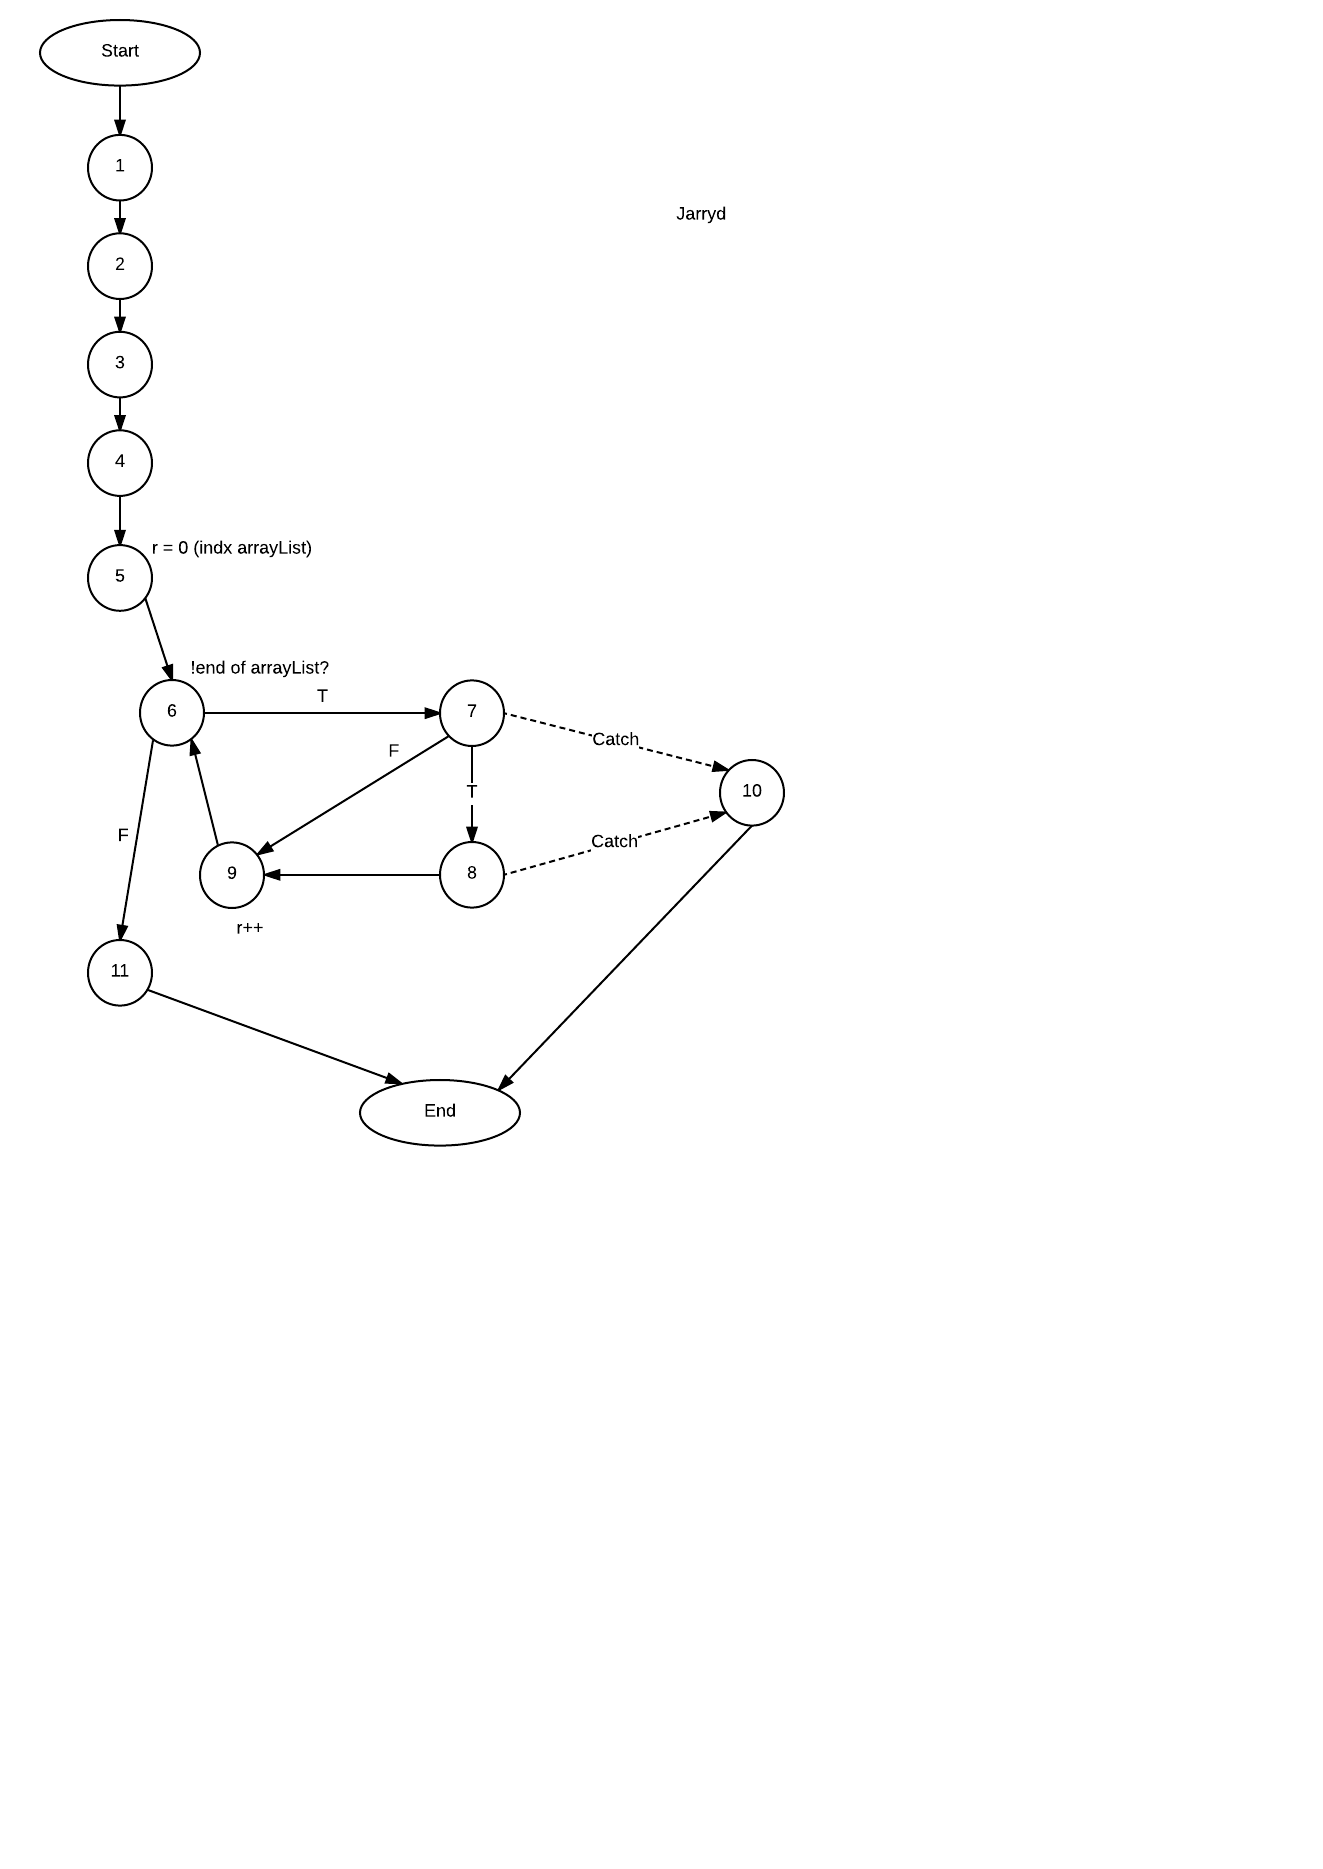 Start
1
Jarryd
2
3
4
r = 0 (indx arrayList)
5
!end of arrayList?
T
6
7
F
Catch
T
10
F
Catch
9
8
r++
11
End